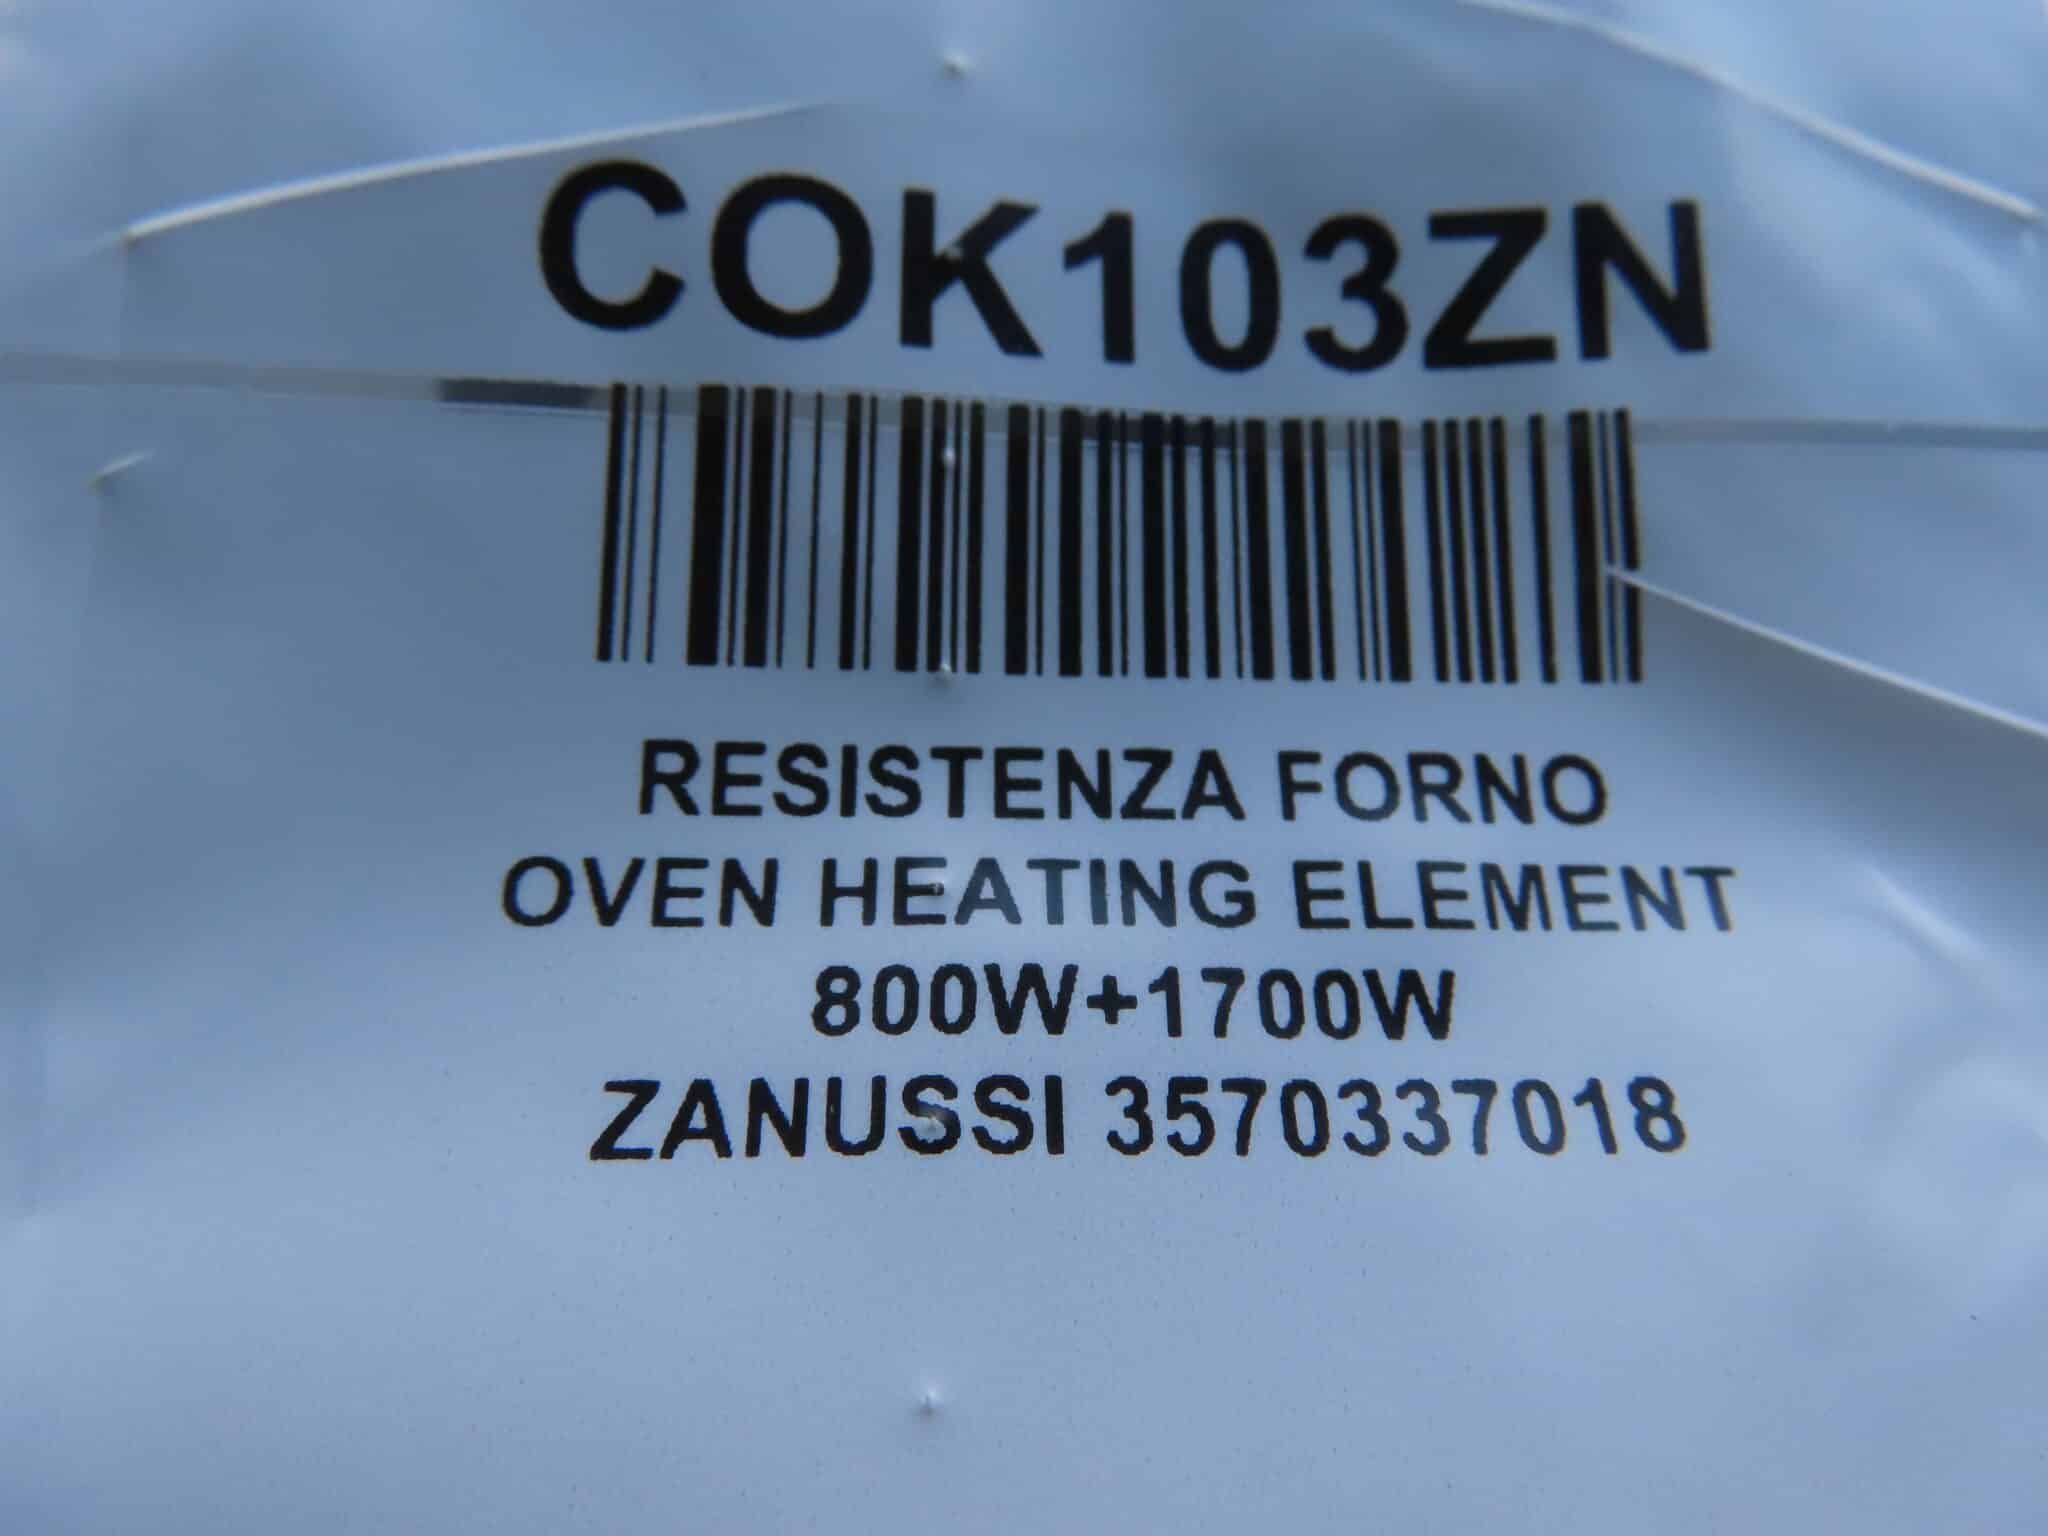 COK103ZN
RESISTENZA FORNO
OVEN HEATING ELEMENT
800W+1700W
ZANUSSI 3570337018